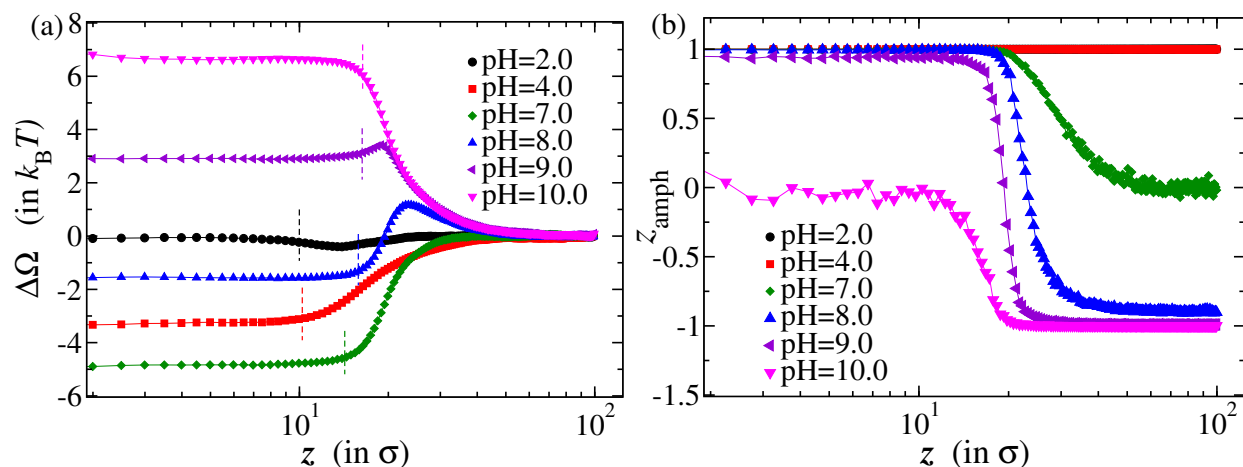 (a)
8
6
4
2
0
-2
-4
-6
ΔΩ (in k_B T)
pH=2.0
pH=4.0
pH=7.0
pH=8.0
pH=9.0
pH=10.0
10^1
10^2
z (in σ)
(b)
1
0.5
0
-0.5
-1
-1.5
z_amph
pH=2.0
pH=4.0
pH=7.0
pH=8.0
pH=9.0
pH=10.0
10^1
10^2
z (in σ)